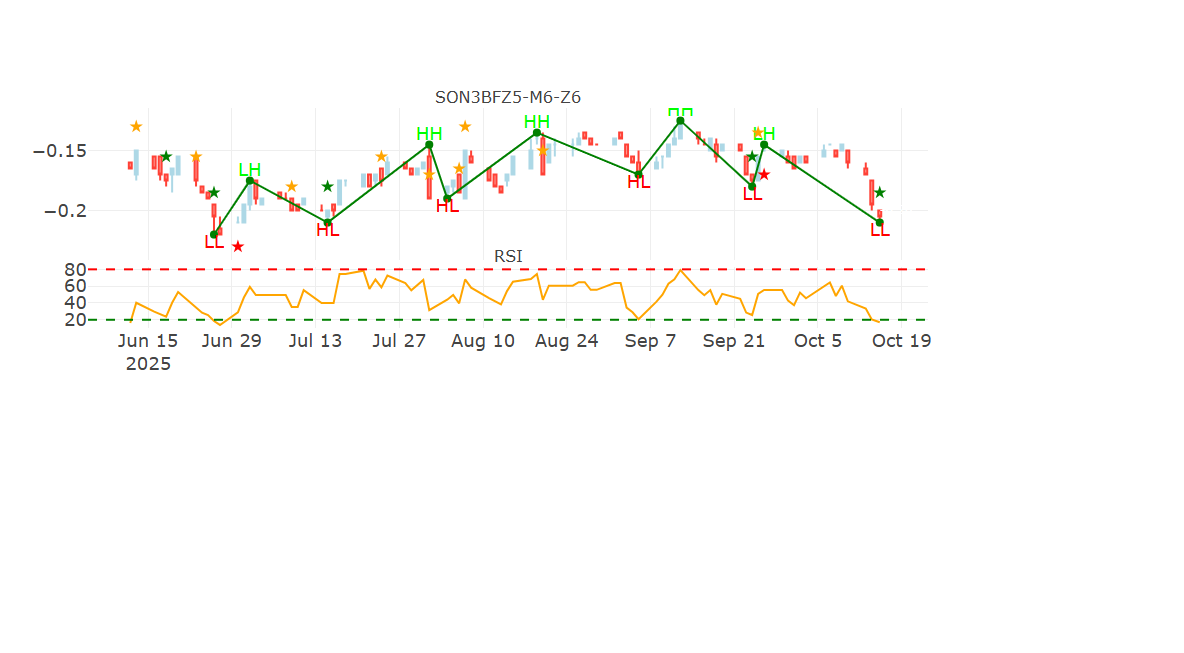 SON3BFZ5-M6-Z6
HH
HH HH
LH LH
−0.15
HL LL
HL
−0.2
LL HL LL
RSI
80
60
40
20
Jun 15 Jun 29 Jul 13 Jul 27 Aug 10 Aug 24 Sep 7 Sep 21 Oct 5 Oct 19
2025